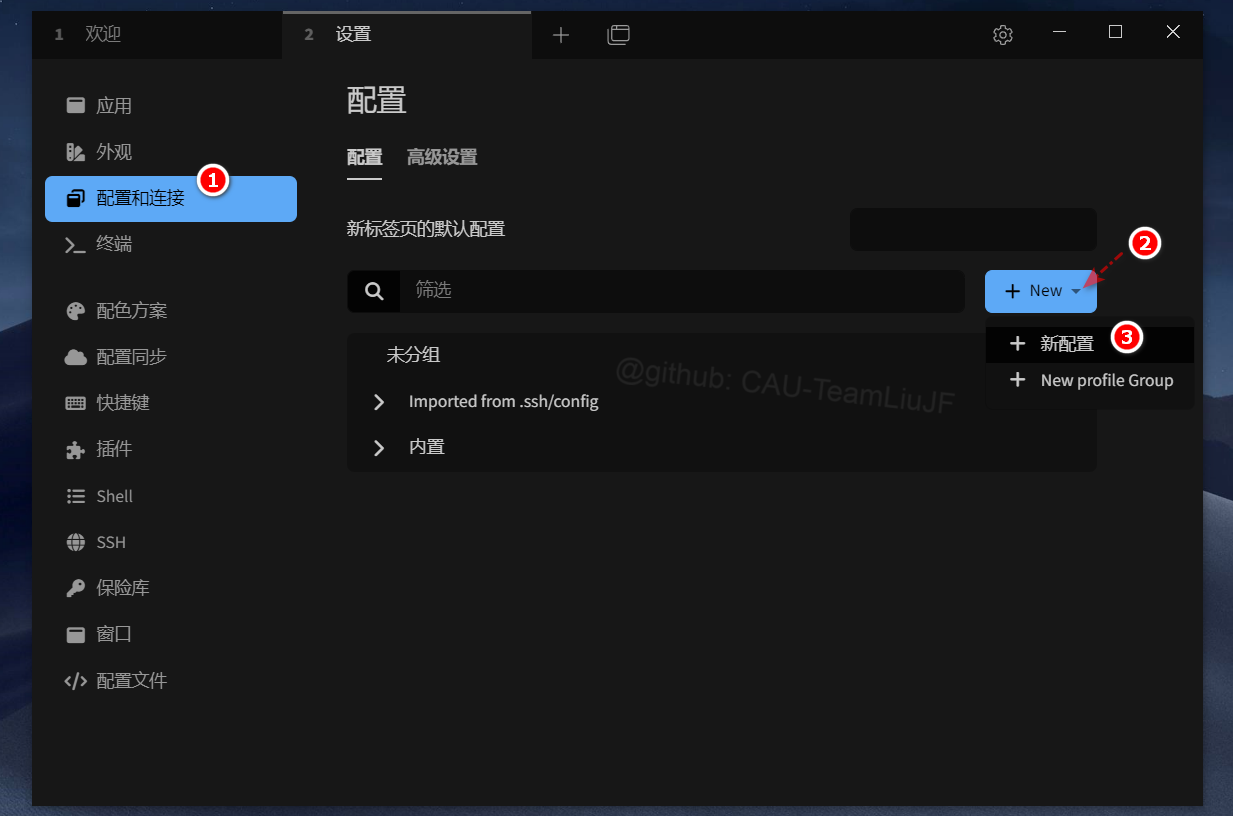 1 欢迎
2 设置
应用
外观
配置和连接
1
终端
配色方案
配置同步
快捷键
插件
Shell
SSH
保险库
窗口
配置文件
配置
配置 高级设置
新标签页的默认配置
2
筛选
New
新配置
3
New profile Group
未分组
Imported from .ssh/config
内置
@github: CAU-TeamLiuJF